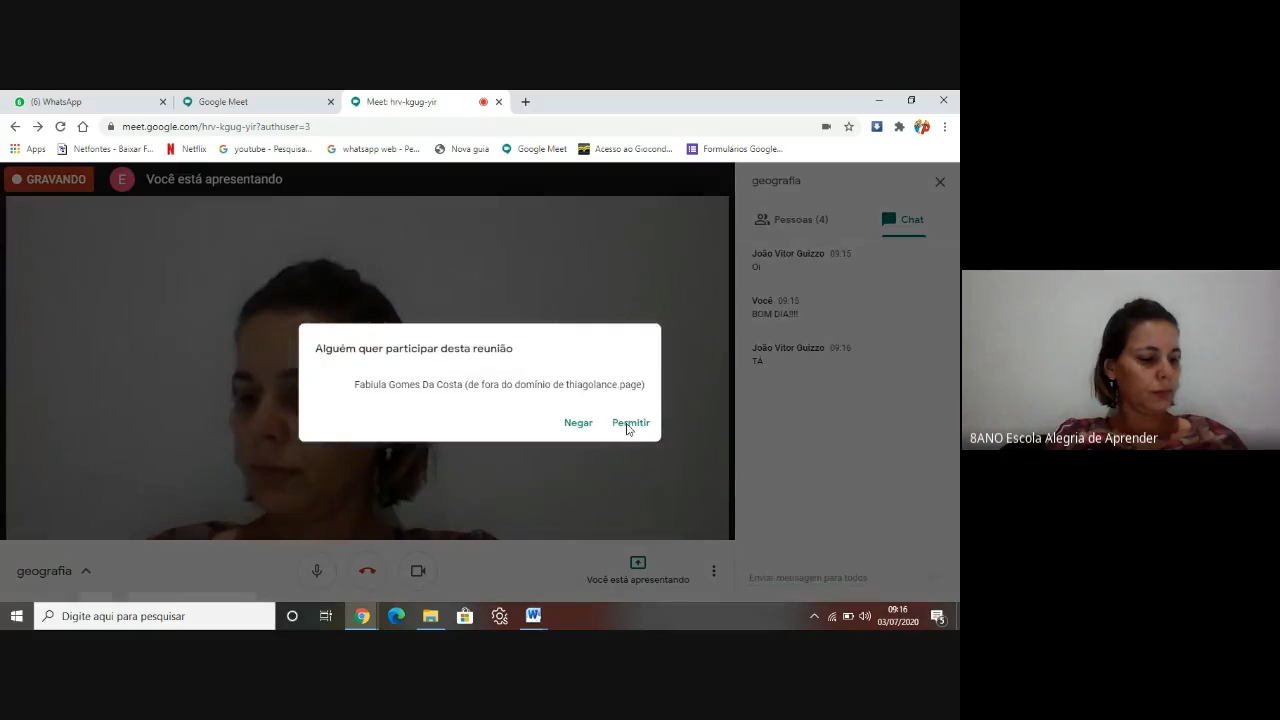 (6) WhatsApp
Google Meet
Meet: hrv-kgug-yir
meet.google.com/hrv-kgug-yir?authuser=3
Apps
Netfontes - Baixar F...
Netflix
youtube - Pesquisa...
whatsapp web - Pe...
Nova guia
Google Meet
Acesso ao Giocond...
Formulários Google...
GRAVANDO
E
Você está apresentando
geografia
Pessoas (4)
Chat
João Vitor Guizzo 09:15
Oi
Você 09:15
BOM DIA!!!!
João Vitor Guizzo 09:16
TÁ
Alguém quer participar desta reunião
Fabiula Gomes Da Costa (de fora do domínio de thiagolance.page)
Negar
Permitir
8ANO Escola Alegria de Aprender
geografia
Você está apresentando
Envie mensagem para todos
Digite aqui para pesquisar
09:16
03/07/2020
5